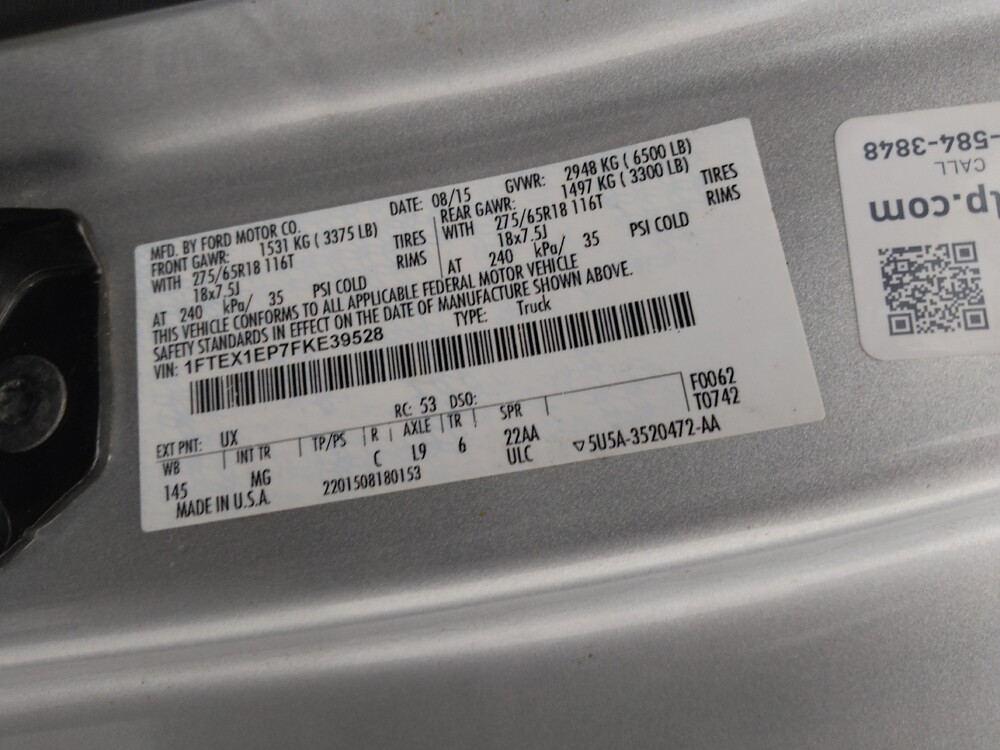 MFD. BY FORD MOTOR CO.
DATE: 08/15 GVWR: 2948 KG ( 6500 LB)
FRONT GAWR: 1531 KG ( 3375 LB)
WITH 275/65R18 116T TIRES
18x7.5J RIMS
AT 240 kPa/ 35 PSI COLD
REAR GAWR: 1497 KG ( 3300 LB)
WITH 275/65R18 116T TIRES
18x7.5J RIMS
AT 240 kPa/ 35 PSI COLD
THIS VEHICLE CONFORMS TO ALL APPLICABLE FEDERAL MOTOR VEHICLE
SAFETY STANDARDS IN EFFECT ON THE DATE OF MANUFACTURE SHOWN ABOVE.
VIN: 1FTEX1EP7FKE39528 TYPE: Truck
F0062
T0742
EXT PNT: UX RC: 53 DSO:
WB INT TR TP/PS R AXLE TR SPR
145 MG C L9 6 22AA
ULC
MADE IN U.S.A. 2201508180153 ▽5U5A-3520472-AA
lp.com
CALL
-584-3848